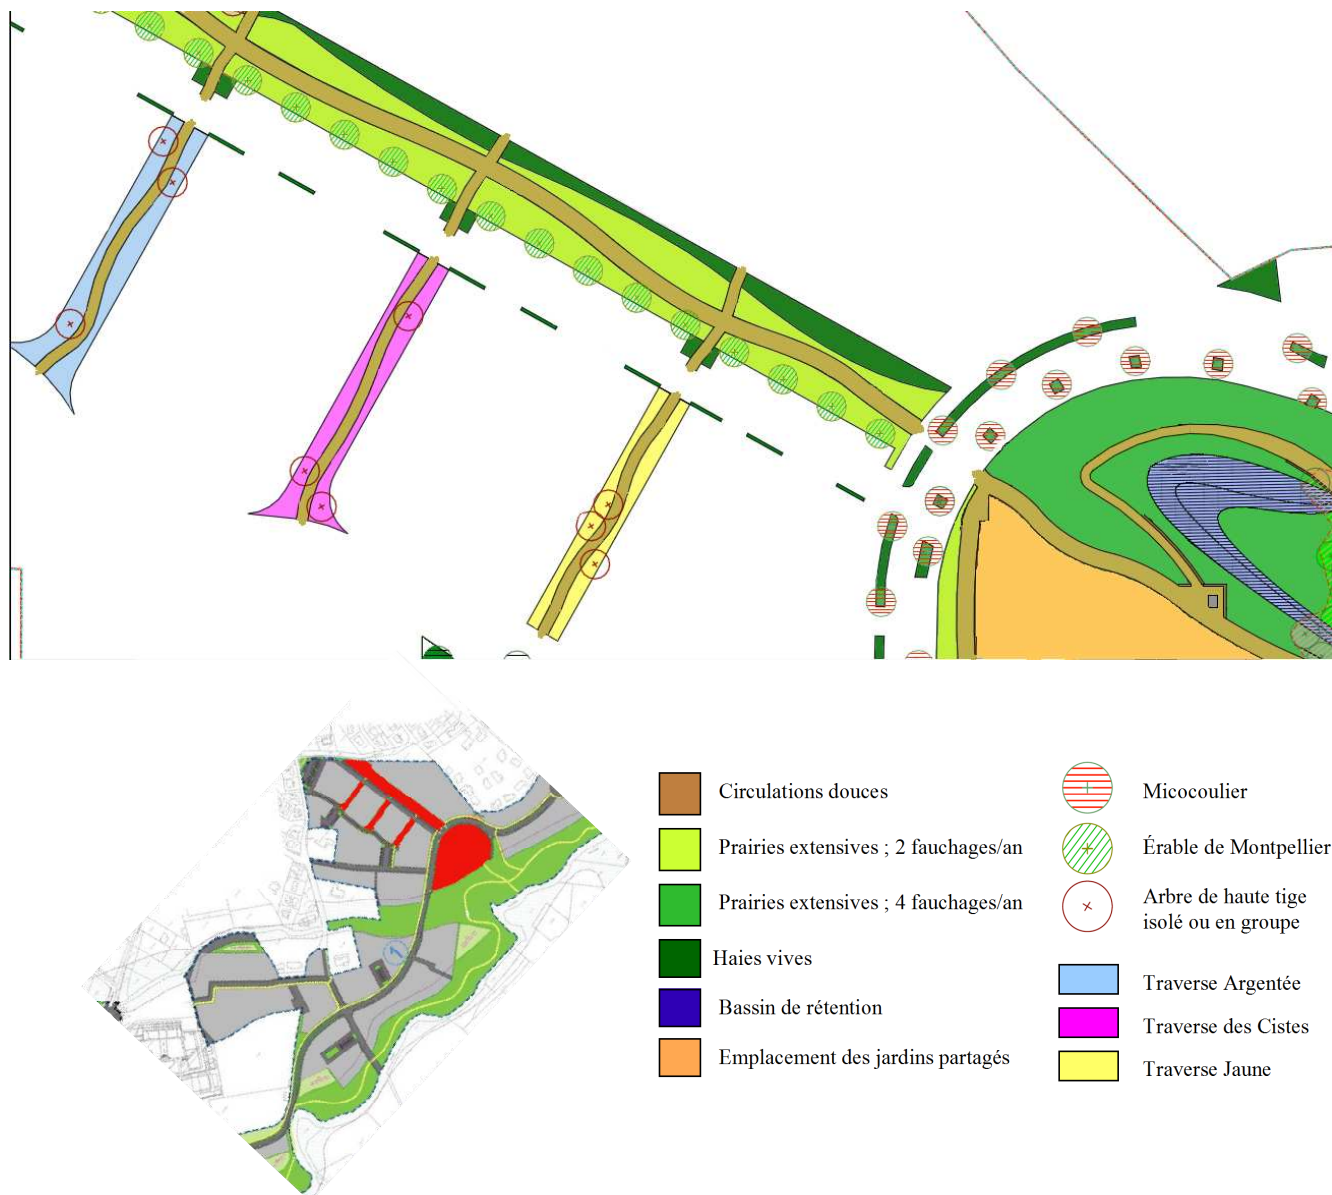 Circulations douces
Prairies extensives ; 2 fauchages/an
Prairies extensives ; 4 fauchages/an
Haies vives
Bassin de rétention
Emplacement des jardins partagés
Micocoulier
Érable de Montpellier
Arbre de haute tige
isolé ou en groupe
Traverse Argentée
Traverse des Cistes
Traverse Jaune
1